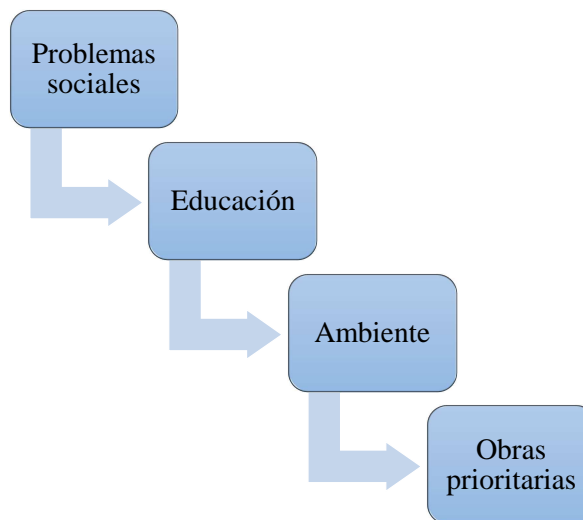 Problemas
sociales
Educación
Ambiente
Obras
prioritarias